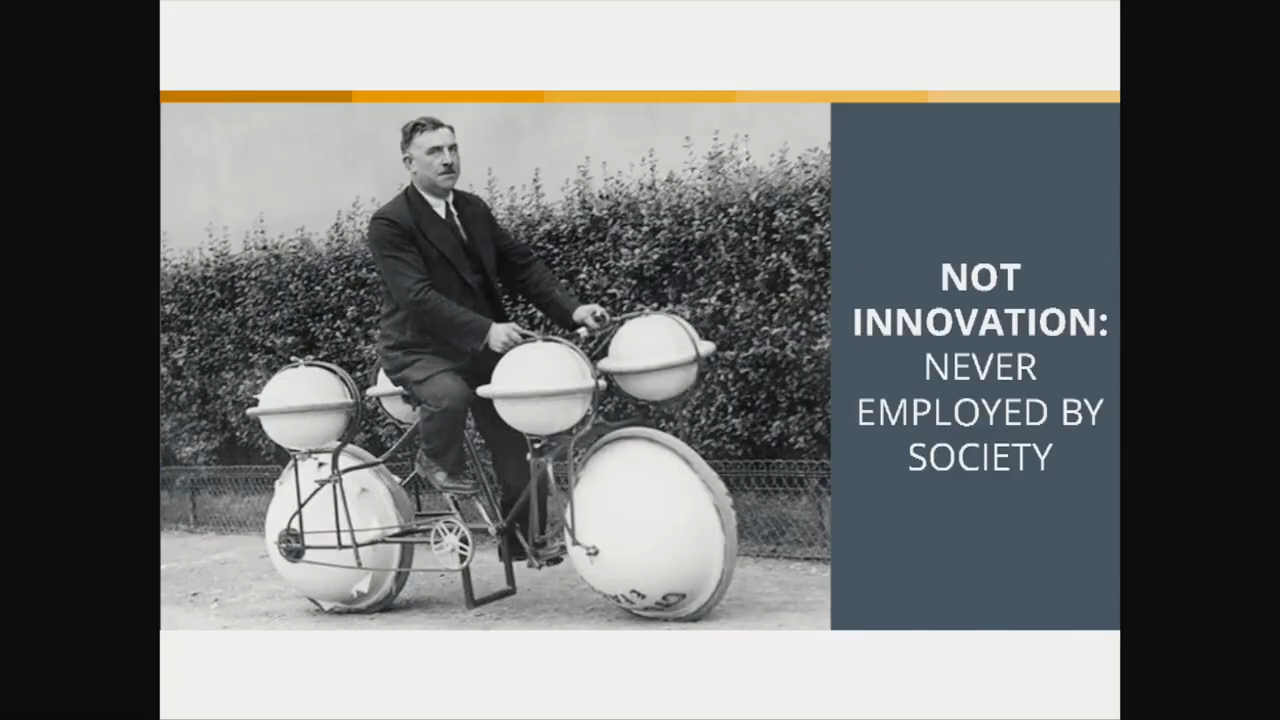 NOT
INNOVATION:
NEVER
EMPLOYED BY
SOCIETY